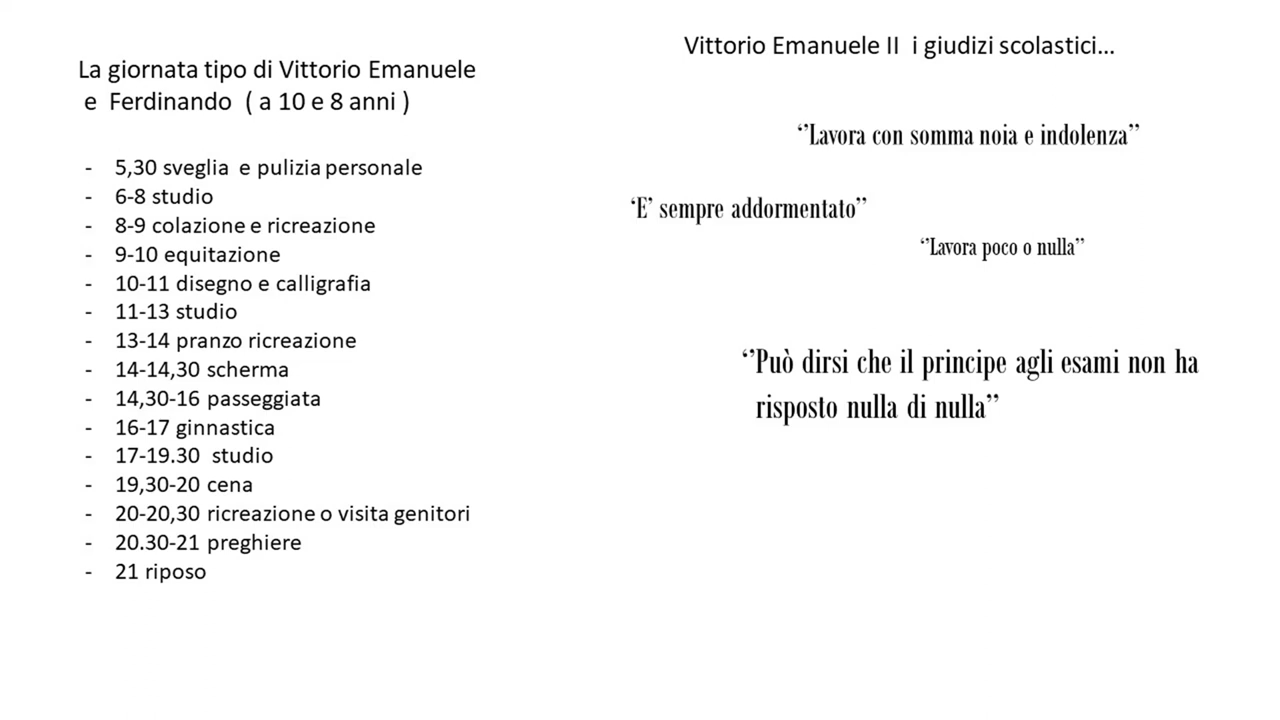 La giornata tipo di Vittorio Emanuele
e Ferdinando ( a 10 e 8 anni )
- 5,30 sveglia e pulizia personale
- 6-8 studio
- 8-9 colazione e ricreazione
- 9-10 equitazione
- 10-11 disegno e calligrafia
- 11-13 studio
- 13-14 pranzo ricreazione
- 14-14,30 scherma
- 14,30-16 passeggiata
- 16-17 ginnastica
- 17-19.30 studio
- 19,30-20 cena
- 20-20,30 ricreazione o visita genitori
- 20.30-21 preghiere
- 21 riposo
Vittorio Emanuele II i giudizi scolastici…
‘’Lavora con somma noia e indolenza’’
‘E’ sempre addormentato’’
‘’Lavora poco o nulla’’
‘’Può dirsi che il principe agli esami non ha
risposto nulla di nulla’’